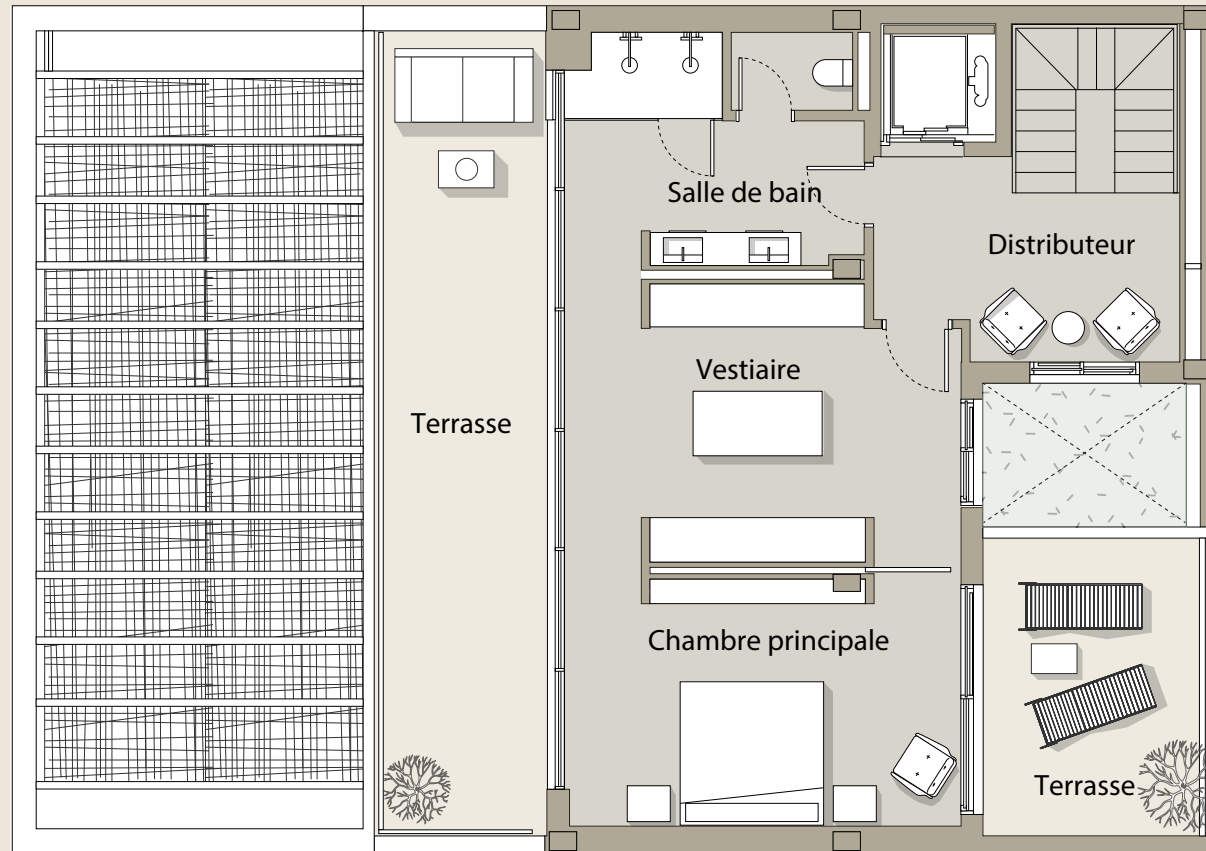 Salle de bain
Distributeur
Vestiaire
Terrasse
Chambre principale
Terrasse